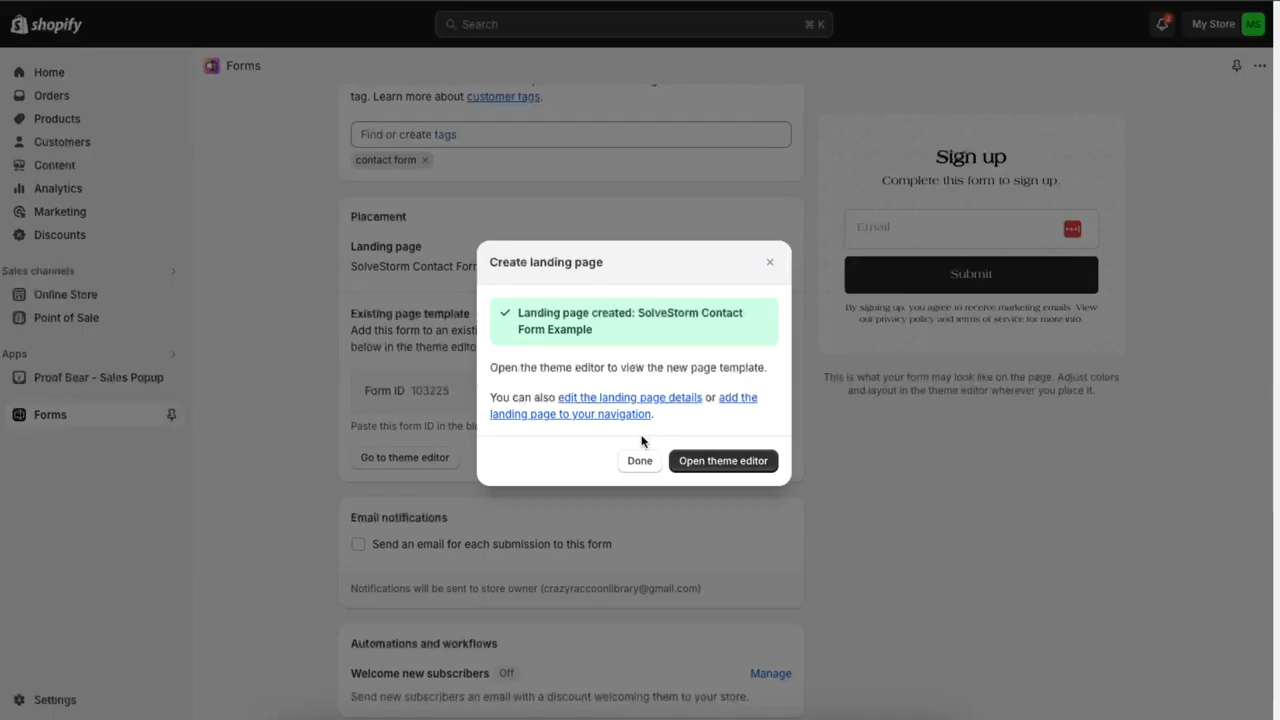 shopify
Search
⌘ K
2
My Store
MS
Home
Orders
Products
Customers
Content
Analytics
Marketing
Discounts
Sales channels
Online Store
Point of Sale
Apps
Proof Bear - Sales Popup
Forms
Settings
Forms
tag. Learn more about customer tags.
Find or create tags
contact form ×
Placement
Landing page
SolveStorm Contact Form
Existing page template
Add this form to an exist
below in the theme edito
Form ID 103225
Paste this form ID in the blo
Go to theme editor
Email notifications
Send an email for each submission to this form
Notifications will be sent to store owner (crazyraccoonlibrary@gmail.com)
Automations and workflows
Welcome new subscribers Off
Manage
Send new subscribers an email with a discount welcoming them to your store.
Create landing page
×
Landing page created: SolveStorm Contact
Form Example
Open the theme editor to view the new page template.
You can also edit the landing page details or add the
landing page to your navigation.
Done
Open theme editor
Sign up
Complete this form to sign up.
Email
Submit
By signing up, you agree to receive marketing emails. View
our privacy policy and terms of service for more info.
This is what your form may look like on the page. Adjust colors
and layout in the theme editor wherever you place it.